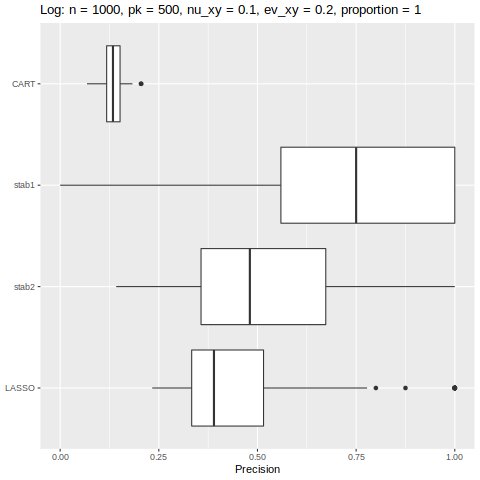 Log: n = 1000, pk = 500, nu_xy = 0.1, ev_xy = 0.2, proportion = 1
CART
stab1
stab2
LASSO
0.00 0.25 0.50 0.75 1.00
Precision